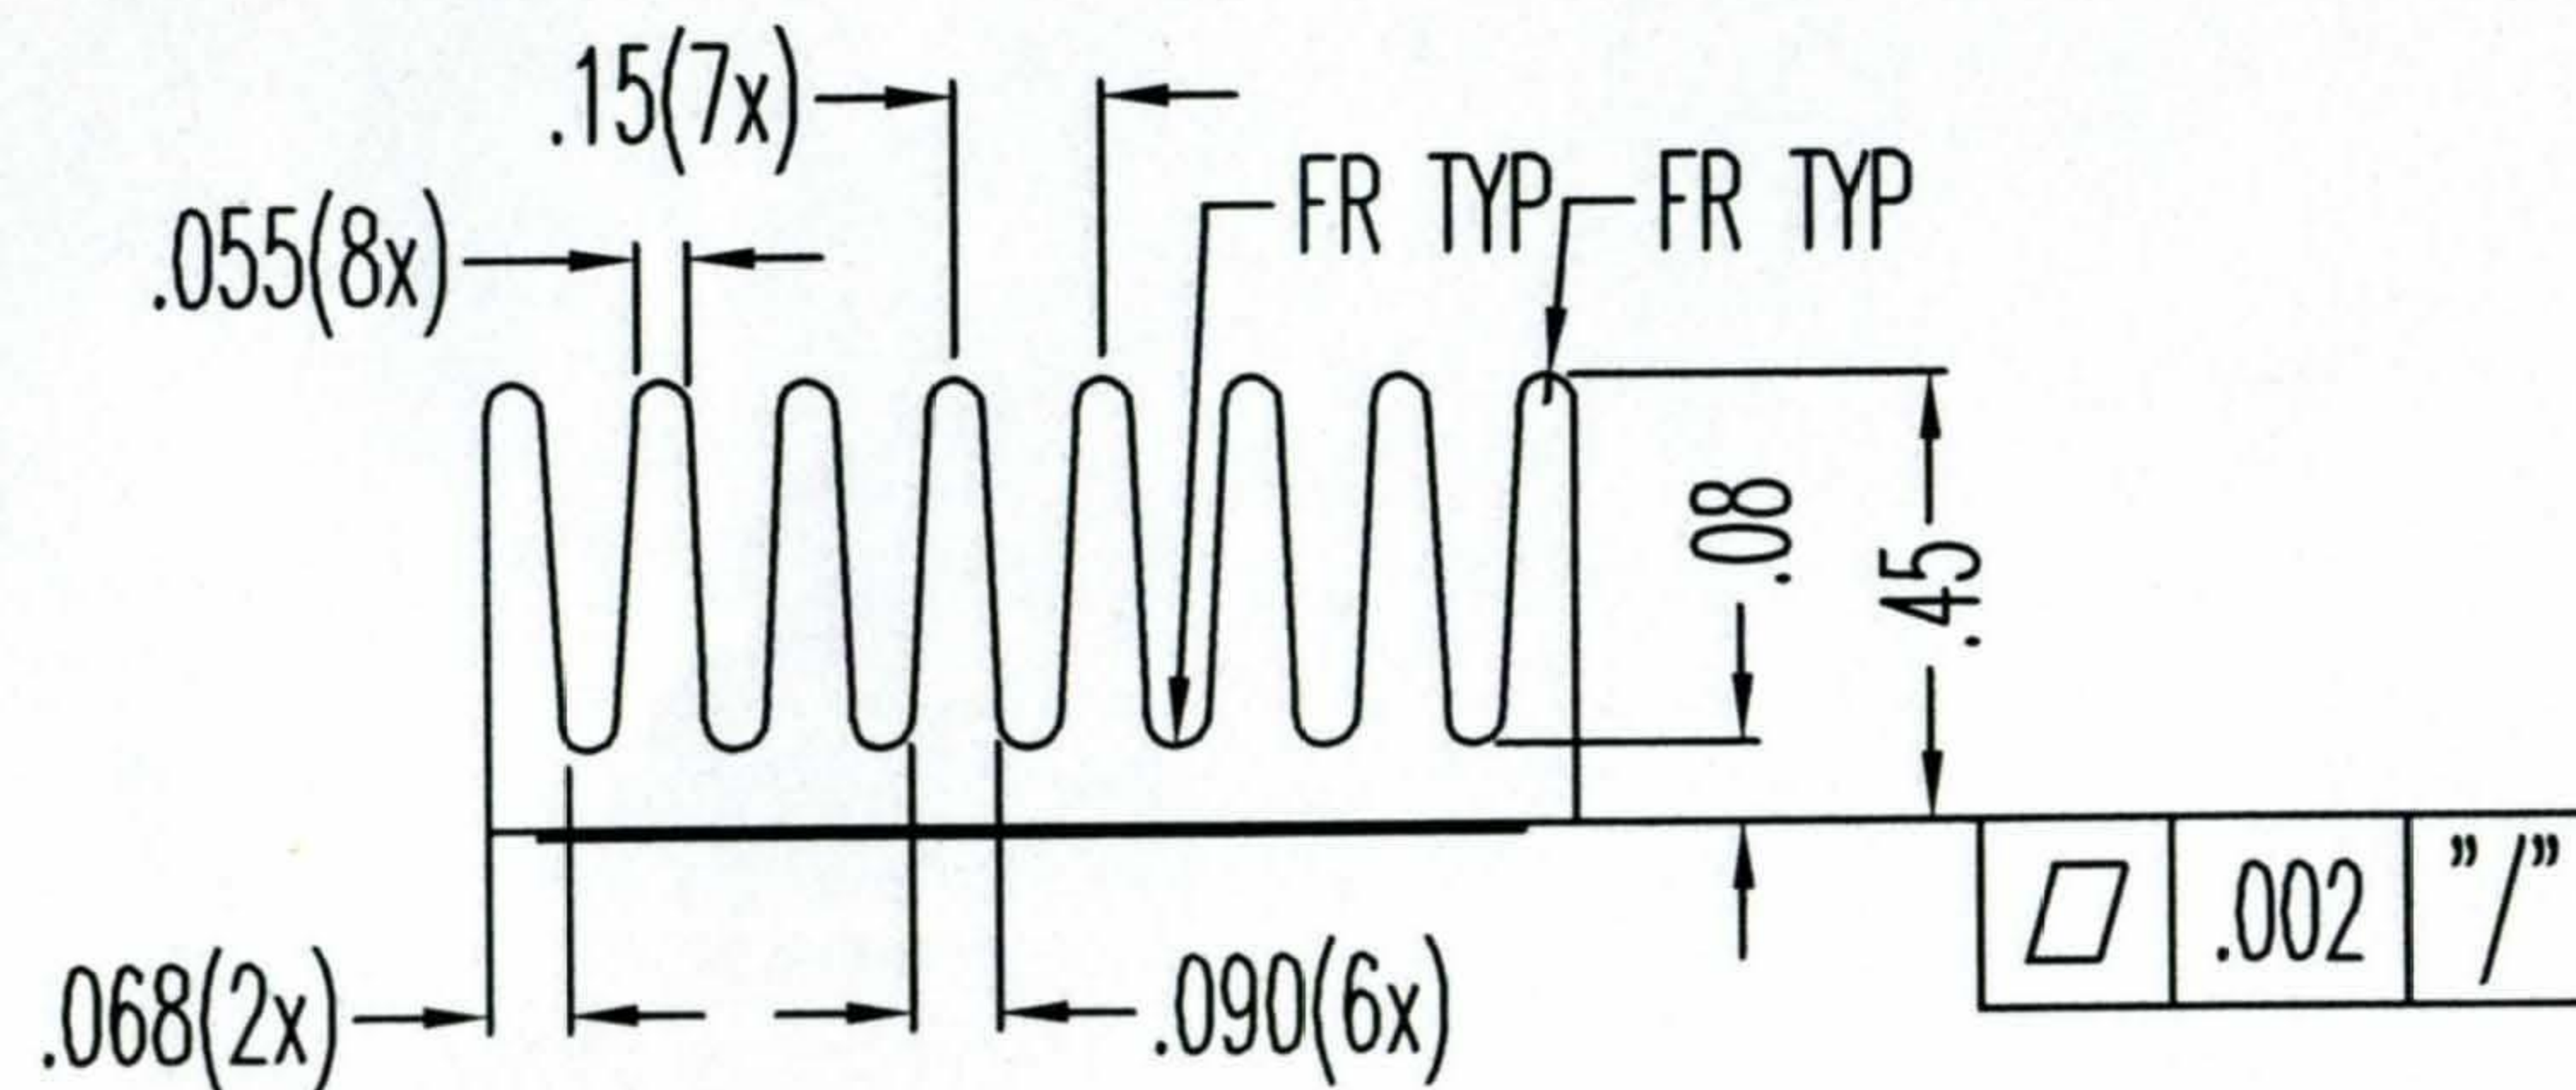 .15(7x)
FR TYP
FR TYP
.055(8x)
.08
.45
.002
"/"
.068(2x)
.090(6x)